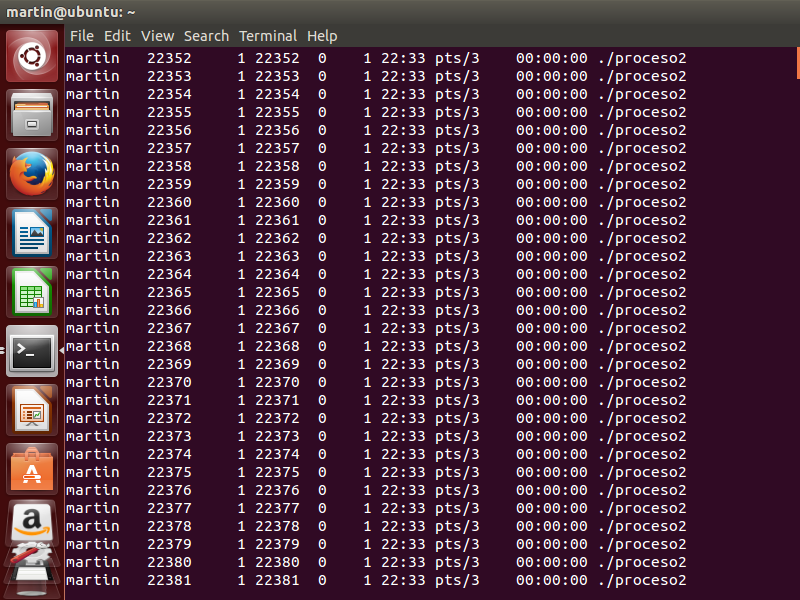 martin@ubuntu: ~
File Edit View Search Terminal Help
martin 22352 1 22352 0 1 22:33 pts/3 00:00:00 ./proceso2
martin 22353 1 22353 0 1 22:33 pts/3 00:00:00 ./proceso2
martin 22354 1 22354 0 1 22:33 pts/3 00:00:00 ./proceso2
martin 22355 1 22355 0 1 22:33 pts/3 00:00:00 ./proceso2
martin 22356 1 22356 0 1 22:33 pts/3 00:00:00 ./proceso2
martin 22357 1 22357 0 1 22:33 pts/3 00:00:00 ./proceso2
martin 22358 1 22358 0 1 22:33 pts/3 00:00:00 ./proceso2
martin 22359 1 22359 0 1 22:33 pts/3 00:00:00 ./proceso2
martin 22360 1 22360 0 1 22:33 pts/3 00:00:00 ./proceso2
martin 22361 1 22361 0 1 22:33 pts/3 00:00:00 ./proceso2
martin 22362 1 22362 0 1 22:33 pts/3 00:00:00 ./proceso2
martin 22363 1 22363 0 1 22:33 pts/3 00:00:00 ./proceso2
martin 22364 1 22364 0 1 22:33 pts/3 00:00:00 ./proceso2
martin 22365 1 22365 0 1 22:33 pts/3 00:00:00 ./proceso2
martin 22366 1 22366 0 1 22:33 pts/3 00:00:00 ./proceso2
martin 22367 1 22367 0 1 22:33 pts/3 00:00:00 ./proceso2
martin 22368 1 22368 0 1 22:33 pts/3 00:00:00 ./proceso2
martin 22369 1 22369 0 1 22:33 pts/3 00:00:00 ./proceso2
martin 22370 1 22370 0 1 22:33 pts/3 00:00:00 ./proceso2
martin 22371 1 22371 0 1 22:33 pts/3 00:00:00 ./proceso2
martin 22372 1 22372 0 1 22:33 pts/3 00:00:00 ./proceso2
martin 22373 1 22373 0 1 22:33 pts/3 00:00:00 ./proceso2
martin 22374 1 22374 0 1 22:33 pts/3 00:00:00 ./proceso2
martin 22375 1 22375 0 1 22:33 pts/3 00:00:00 ./proceso2
martin 22376 1 22376 0 1 22:33 pts/3 00:00:00 ./proceso2
martin 22377 1 22377 0 1 22:33 pts/3 00:00:00 ./proceso2
martin 22378 1 22378 0 1 22:33 pts/3 00:00:00 ./proceso2
martin 22379 1 22379 0 1 22:33 pts/3 00:00:00 ./proceso2
martin 22380 1 22380 0 1 22:33 pts/3 00:00:00 ./proceso2
martin 22381 1 22381 0 1 22:33 pts/3 00:00:00 ./proceso2